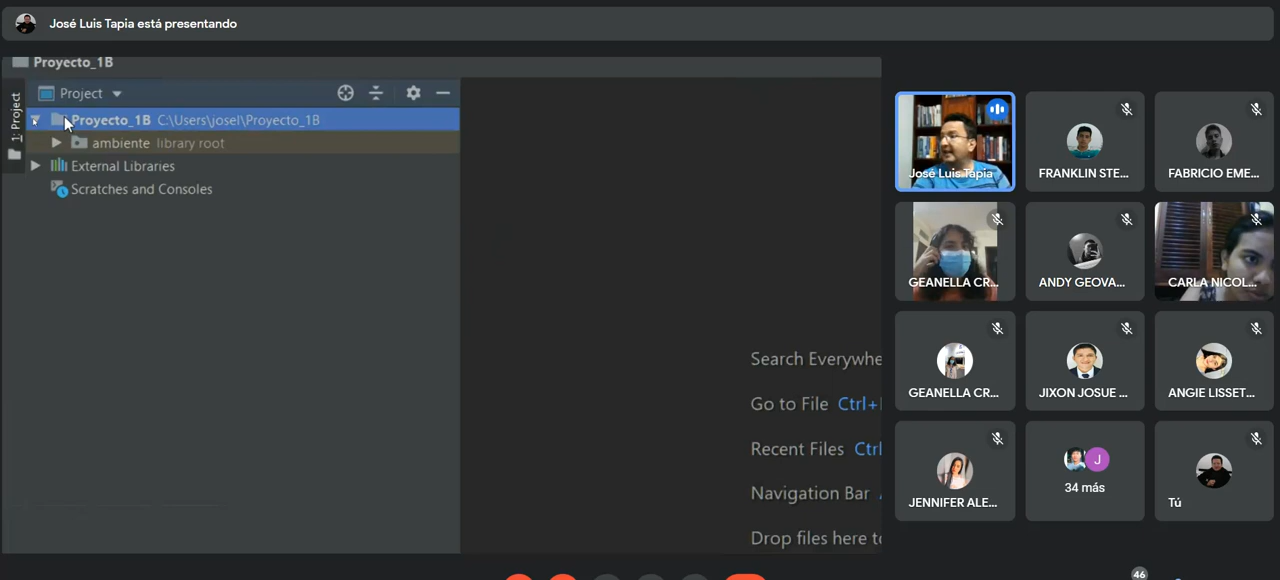 José Luis Tapia está presentando
Proyecto_1B
Project
1: Project
Proyecto_1B C:\Users\josel\Proyecto_1B
ambiente library root
External Libraries
Scratches and Consoles
Search Everywhe
Go to File Ctrl+
Recent Files Ctrl
Navigation Bar
Drop files here to
José Luis Tapia
FRANKLIN STE...
FABRICIO EME...
GEANELLA CR...
ANDY GEOVA...
CARLA NICOL...
GEANELLA CR...
JIXON JOSUE ...
ANGIE LISSET...
JENNIFER ALE...
J
34 más
Tú
46